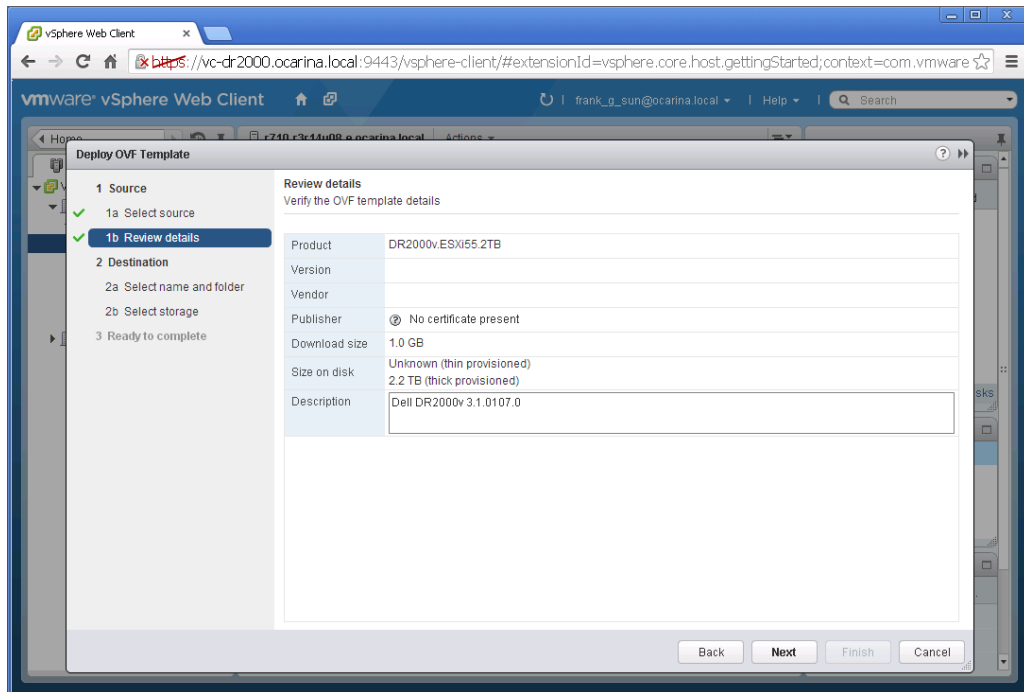 vSphere Web Client x
https://vc-dr2000.ocarina.local:9443/vsphere-client/#extensionId=vsphere.core.host.gettingStarted;context=com.vmware
vmware® vSphere Web Client
frank_g_sun@ocarina.local
Help
Search
Home
r710.r3r14u08.e.ocarina.local
Actions
Deploy OVF Template
1 Source
1a Select source
1b Review details
2 Destination
2a Select name and folder
2b Select storage
3 Ready to complete
Review details
Verify the OVF template details
Product DR2000v.ESXi55.2TB
Version
Vendor
Publisher No certificate present
Download size 1.0 GB
Size on disk Unknown (thin provisioned)
2.2 TB (thick provisioned)
Description Dell DR2000v 3.1.0107.0
sks
Back Next Finish Cancel